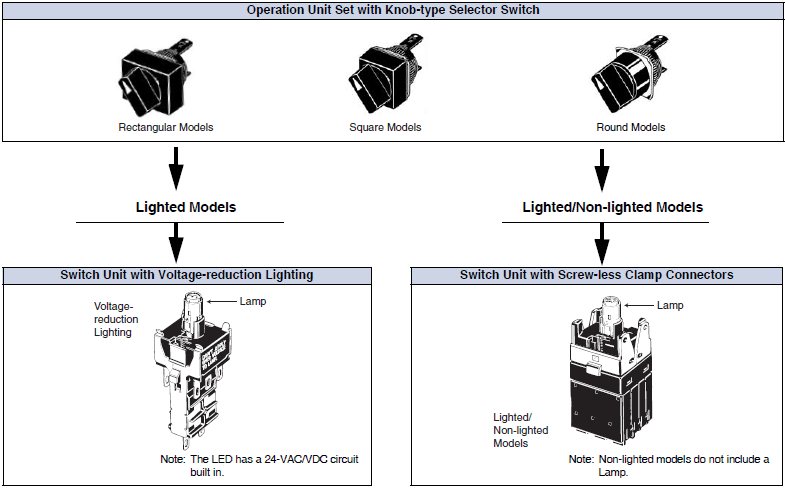 Operation Unit Set with Knob-type Selector Switch
Rectangular Models
Square Models
Round Models
Lighted Models
Lighted/Non-lighted Models
Switch Unit with Voltage-reduction Lighting
Voltage-
reduction
Lighting
Lamp
Note: The LED has a 24-VAC/VDC circuit
built in.
Switch Unit with Screw-less Clamp Connectors
Lamp
Lighted/
Non-lighted
Models
Note: Non-lighted models do not include a
Lamp.